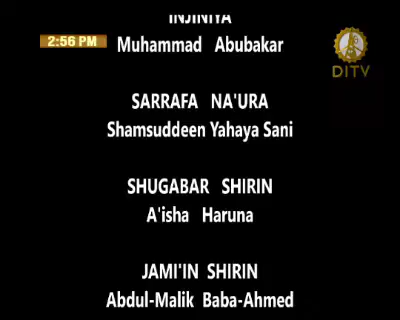 INJINIYA
2:56 PM
Muhammad Abubakar
DITV
SARRAFA NA'URA
Shamsuddeen Yahaya Sani
SHUGABAR SHIRIN
A'isha Haruna
JAMI'IN SHIRIN
Abdul-Malik Baba-Ahmed